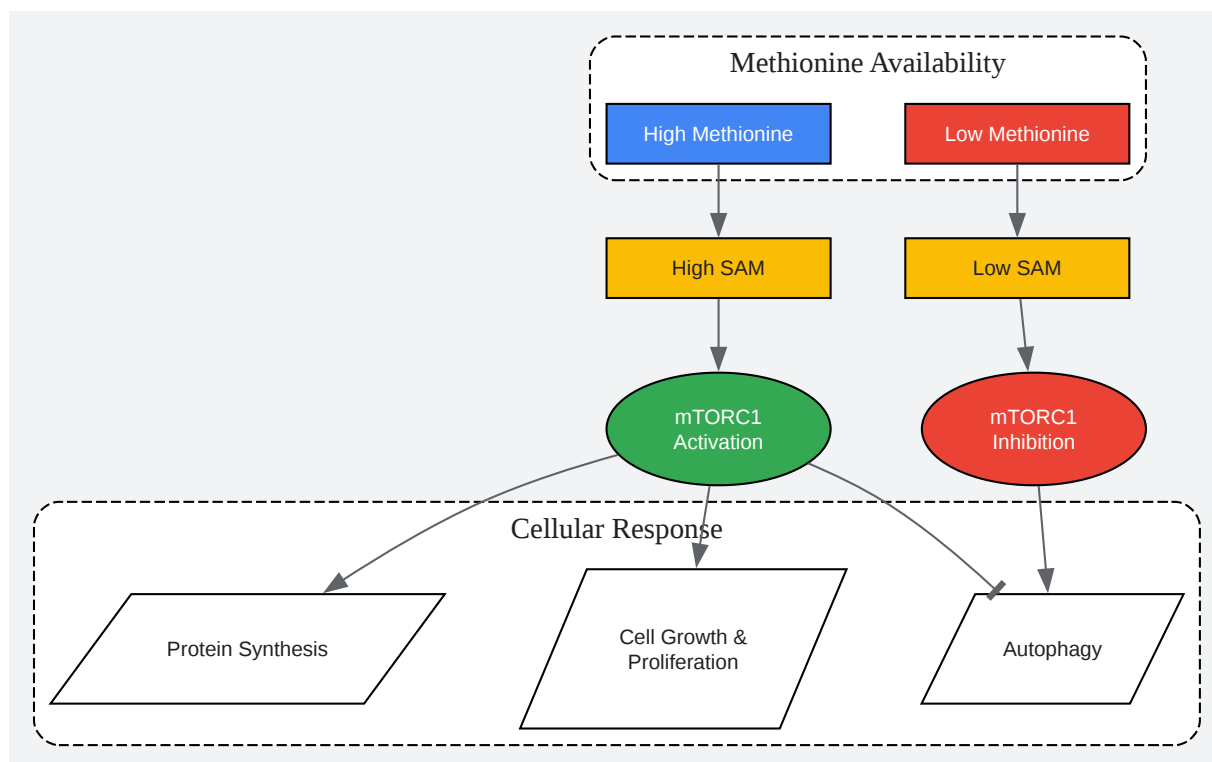 Methionine Availability
High Methionine
Low Methionine
High SAM
Low SAM
mTORC1
Activation
mTORC1
Inhibition
Cellular Response
Protein Synthesis
Cell Growth &
Proliferation
Autophagy